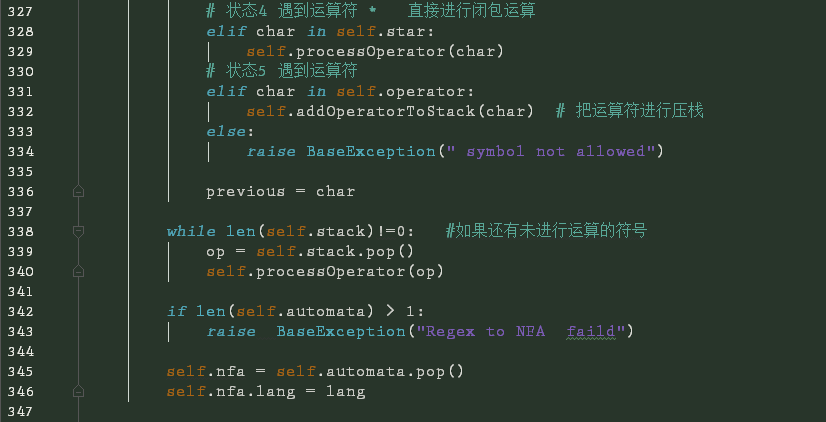 327 # 状态4 遇到运算符 * 直接进行闭包运算
328 elif char in self.star:
329 self.processOperator(char)
330 # 状态5 遇到运算符
331 elif char in self.operator:
332 self.addOperatorToStack(char) # 把运算符进行压栈
333 else:
334 raise BaseException(" symbol not allowed")
335
336 previous = char
337
338 while len(self.stack)!=0: #如果还有未进行运算的符号
339 op = self.stack.pop()
340 self.processOperator(op)
341
342 if len(self.automata) > 1:
343 raise BaseException("Regex to NFA faild")
344
345 self.nfa = self.automata.pop()
346 self.nfa.lang = lang
347